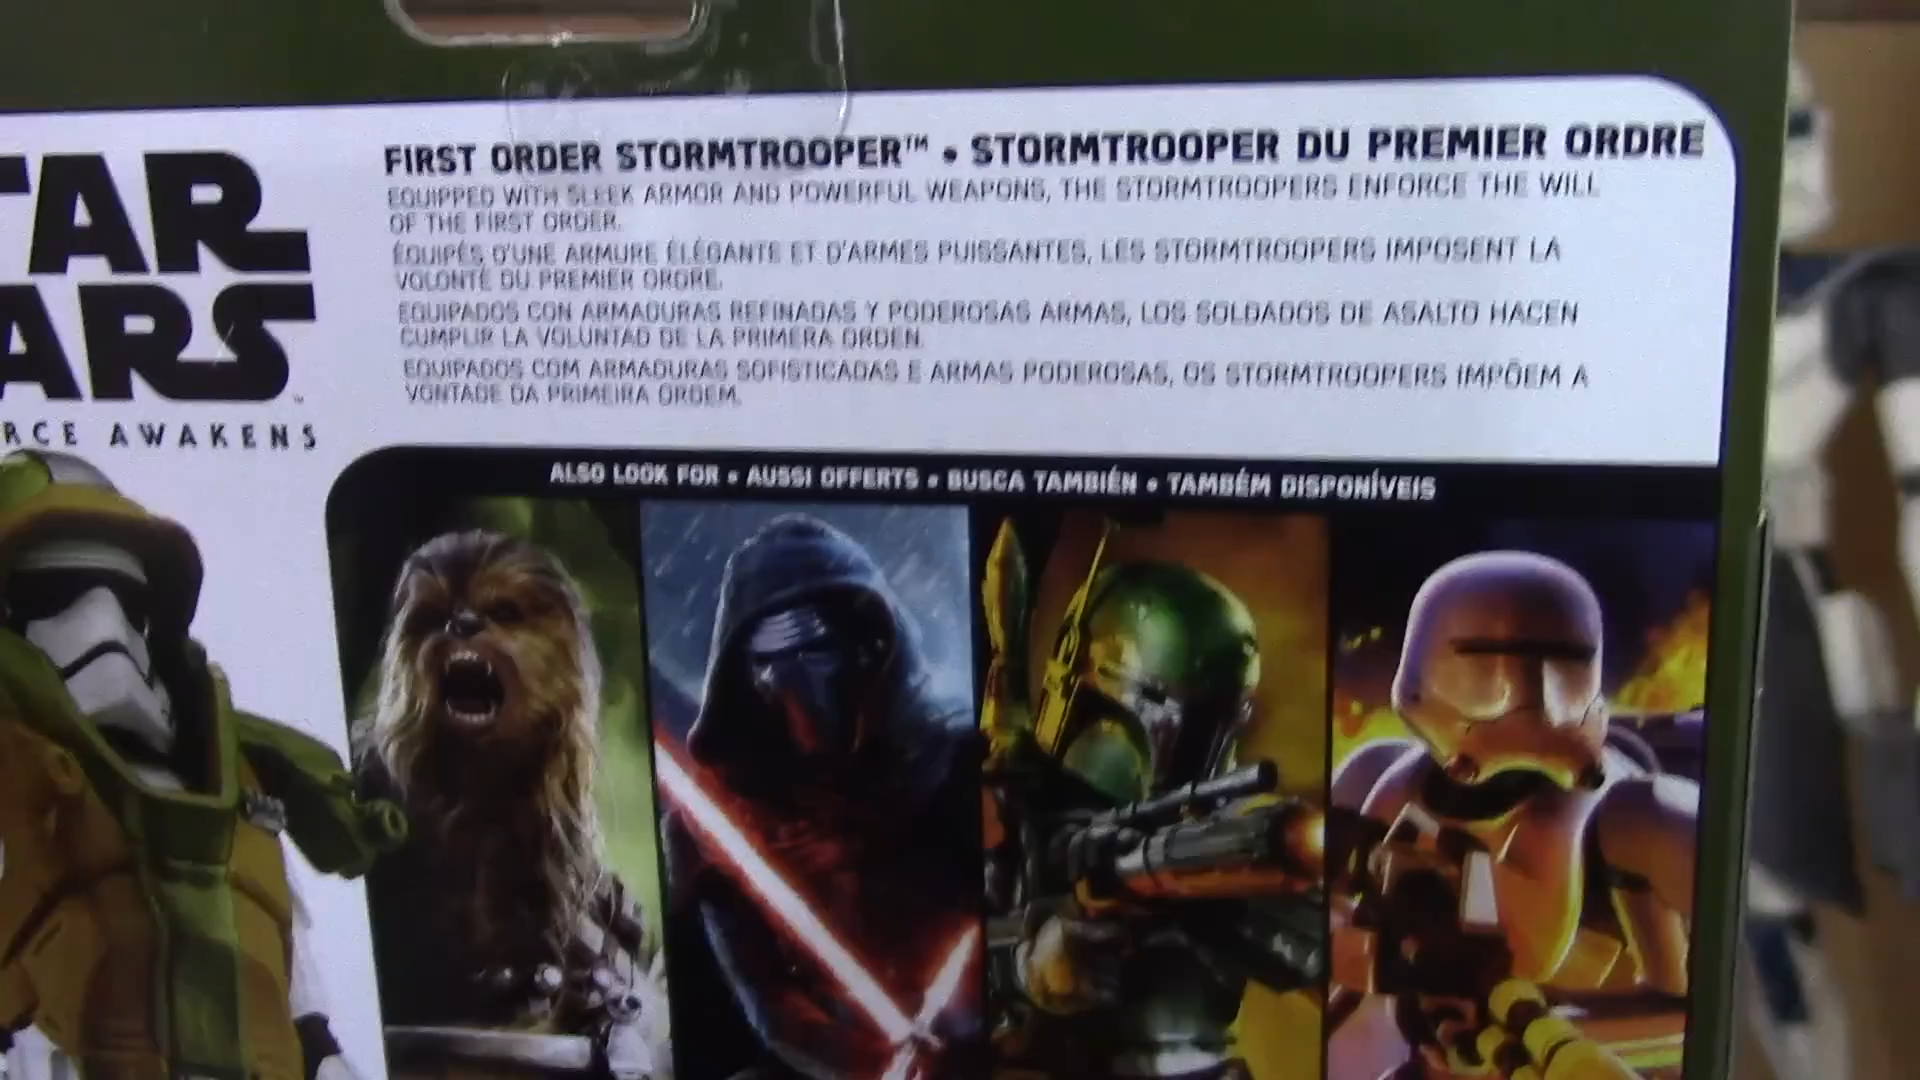 TAR
ARS
RCE AWAKENS
FIRST ORDER STORMTROOPER™ • STORMTROOPER DU PREMIER ORDRE
EQUIPPED WITH SLEEK ARMOR AND POWERFUL WEAPONS, THE STORMTROOPERS ENFORCE THE WILL
OF THE FIRST ORDER.
ÉQUIPÉS D'UNE ARMURE ÉLÉGANTE ET D'ARMES PUISSANTES, LES STORMTROOPERS IMPOSENT LA
VOLONTÉ DU PREMIER ORDRE.
EQUIPADOS CON ARMADURAS REFINADAS Y PODEROSAS ARMAS, LOS SOLDADOS DE ASALTO HACEN
CUMPLIR LA VOLUNTAD DE LA PRIMERA ORDEN.
EQUIPADOS COM ARMADURAS SOFISTICADAS E ARMAS PODEROSAS, OS STORMTROOPERS IMPÕEM A
VONTADE DA PRIMEIRA ORDEM.
ALSO LOOK FOR • AUSSI OFFERTS • BUSCA TAMBIÉN • TAMBÉM DISPONÍVEIS